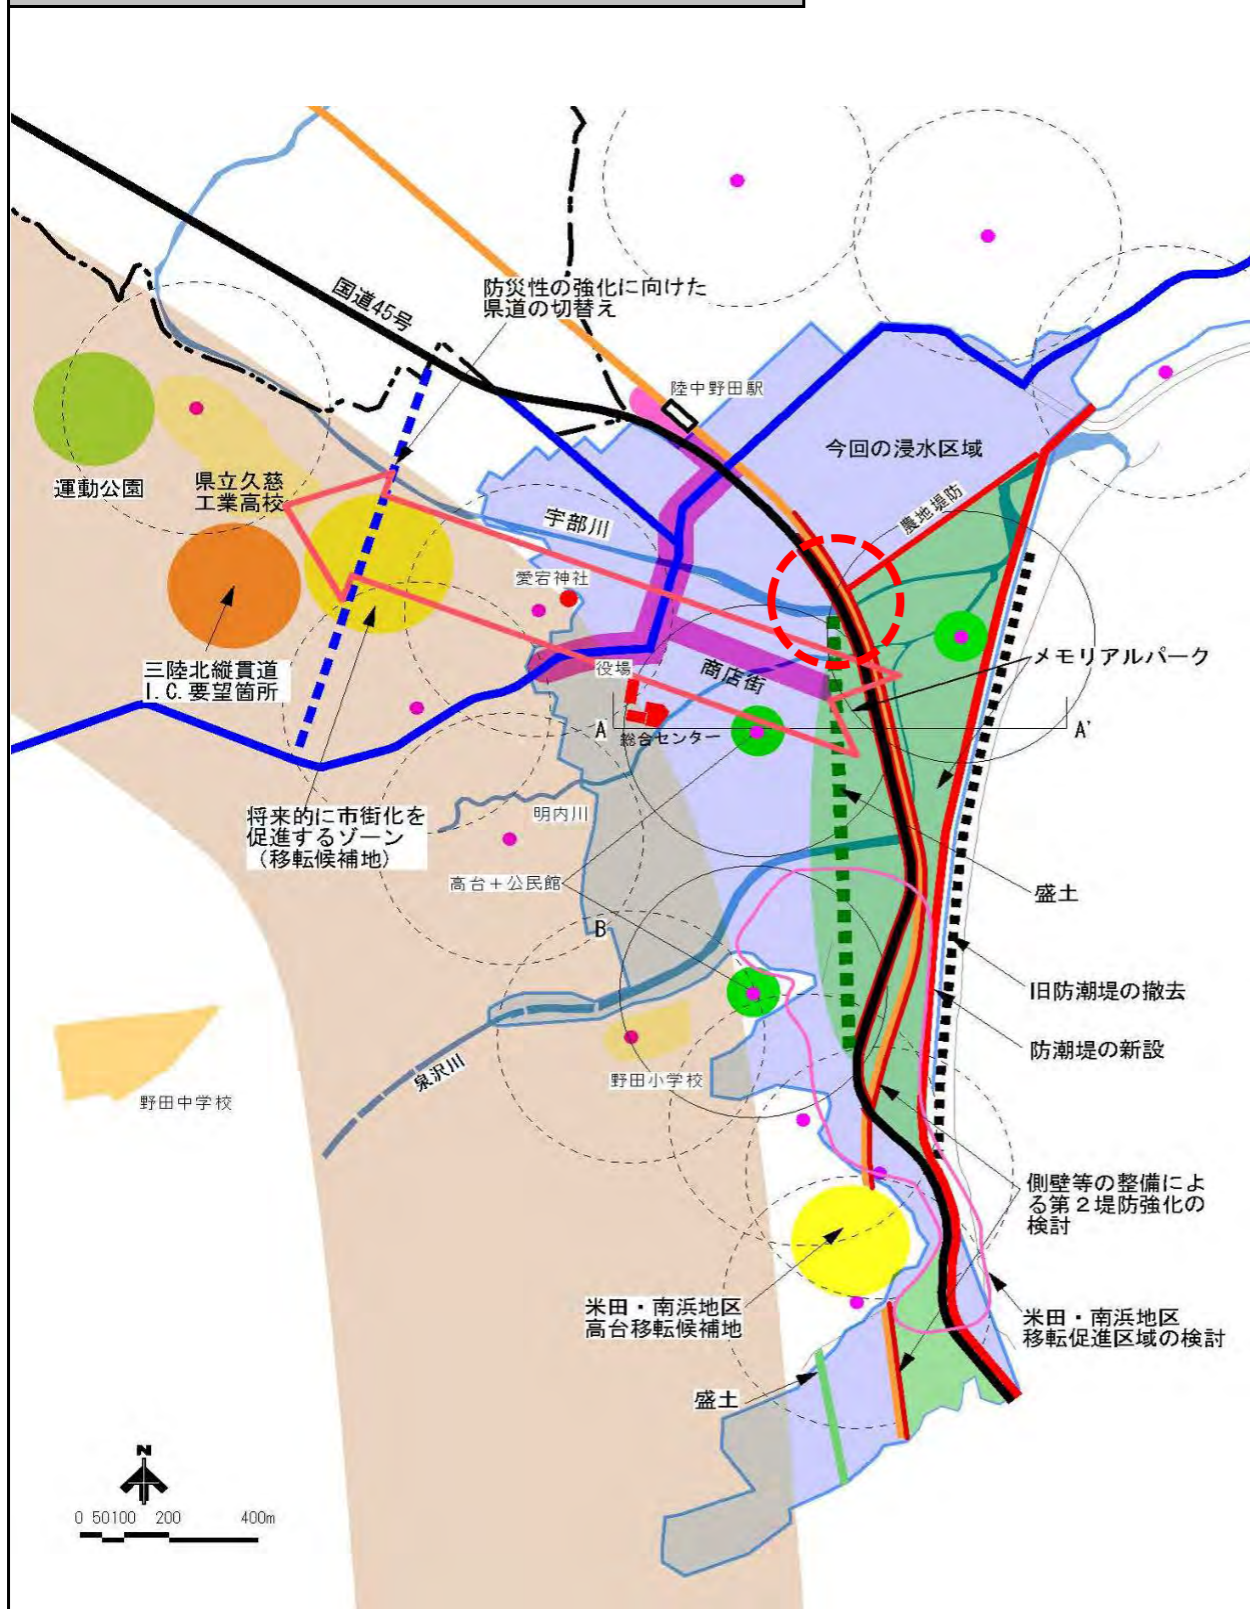 国道45号
防災性の強化に向けた
県道の切替え
陸中野田駅
今回の浸水区域
運動公園
県立久慈
工業高校
農地堤防
宇部川
愛宕神社
三陸北縦貫道
I.C.要望箇所
役場
商店街
メモリアルパーク
A
総合センター
A'
将来的に市街化を
促進するゾーン
(移転候補地)
明内川
高台+公民館
盛土
B
旧防潮堤の撤去
防潮堤の新設
泉沢川
野田小学校
野田中学校
側壁等の整備によ
る第2堤防強化の
検討
米田・南浜地区
高台移転候補地
米田・南浜地区
移転促進区域の検討
盛土
N
0 50100 200 400m